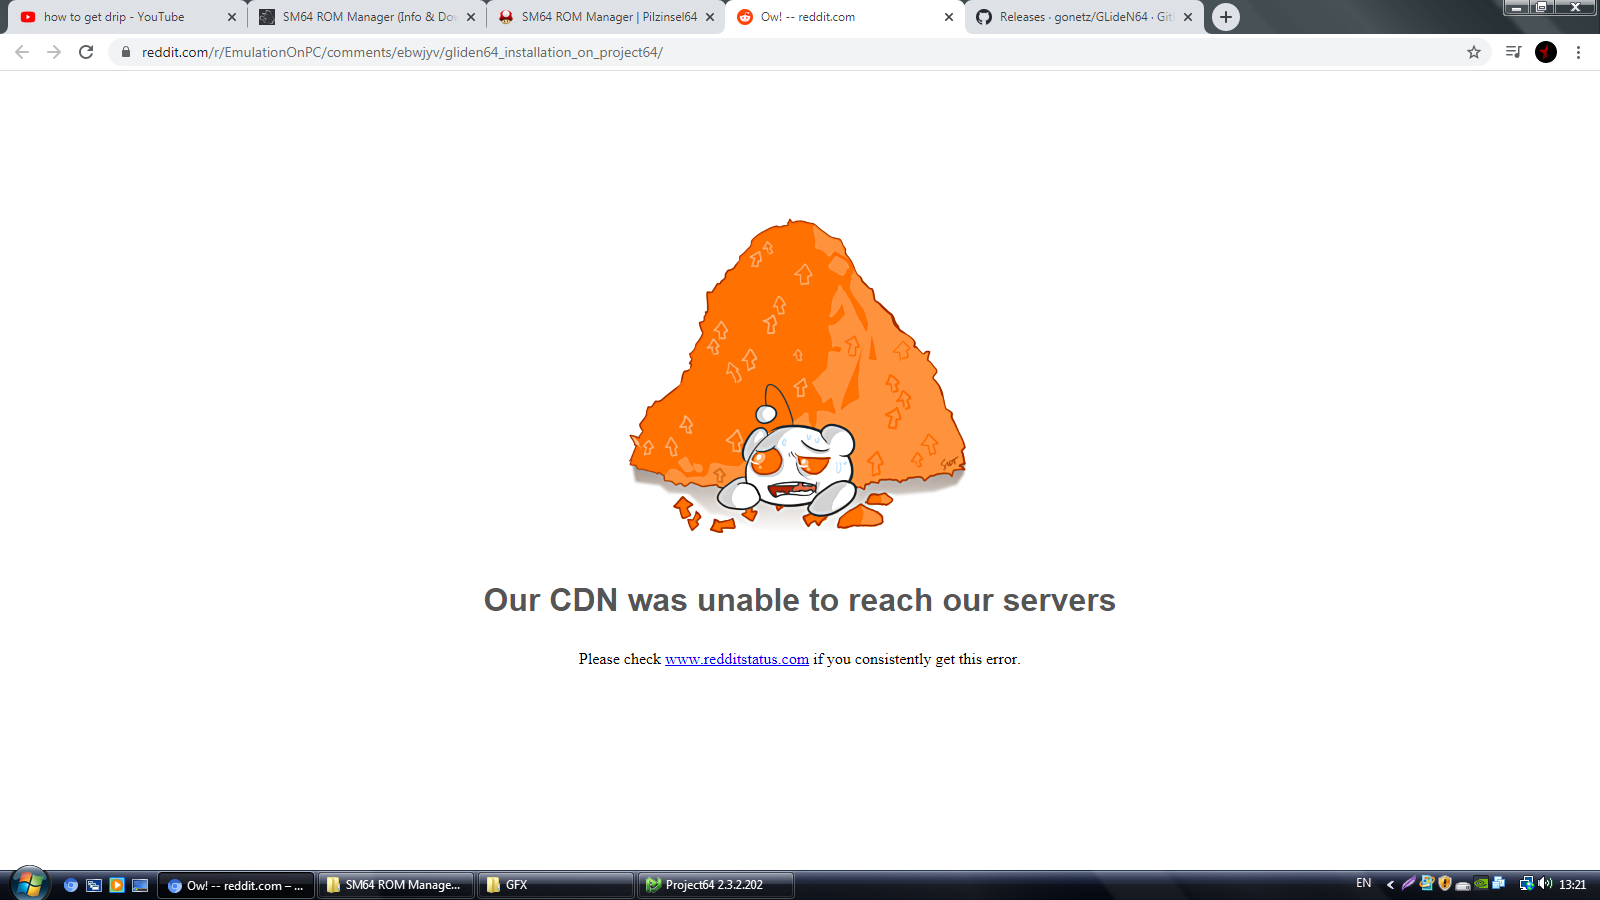 how to get drip - YouTube
SM64 ROM Manager (Info & Do
SM64 ROM Manager | Pilzinsel64
Ow! -- reddit.com
Releases · gonetz/GLideN64 · Git
reddit.com/r/EmulationOnPC/comments/ebwjyv/gliden64_installation_on_project64/
Our CDN was unable to reach our servers
Please check www.redditstatus.com if you consistently get this error.
Ow! -- reddit.com – ...
SM64 ROM Manage...
GFX
Project64 2.3.2.202
EN
13:21